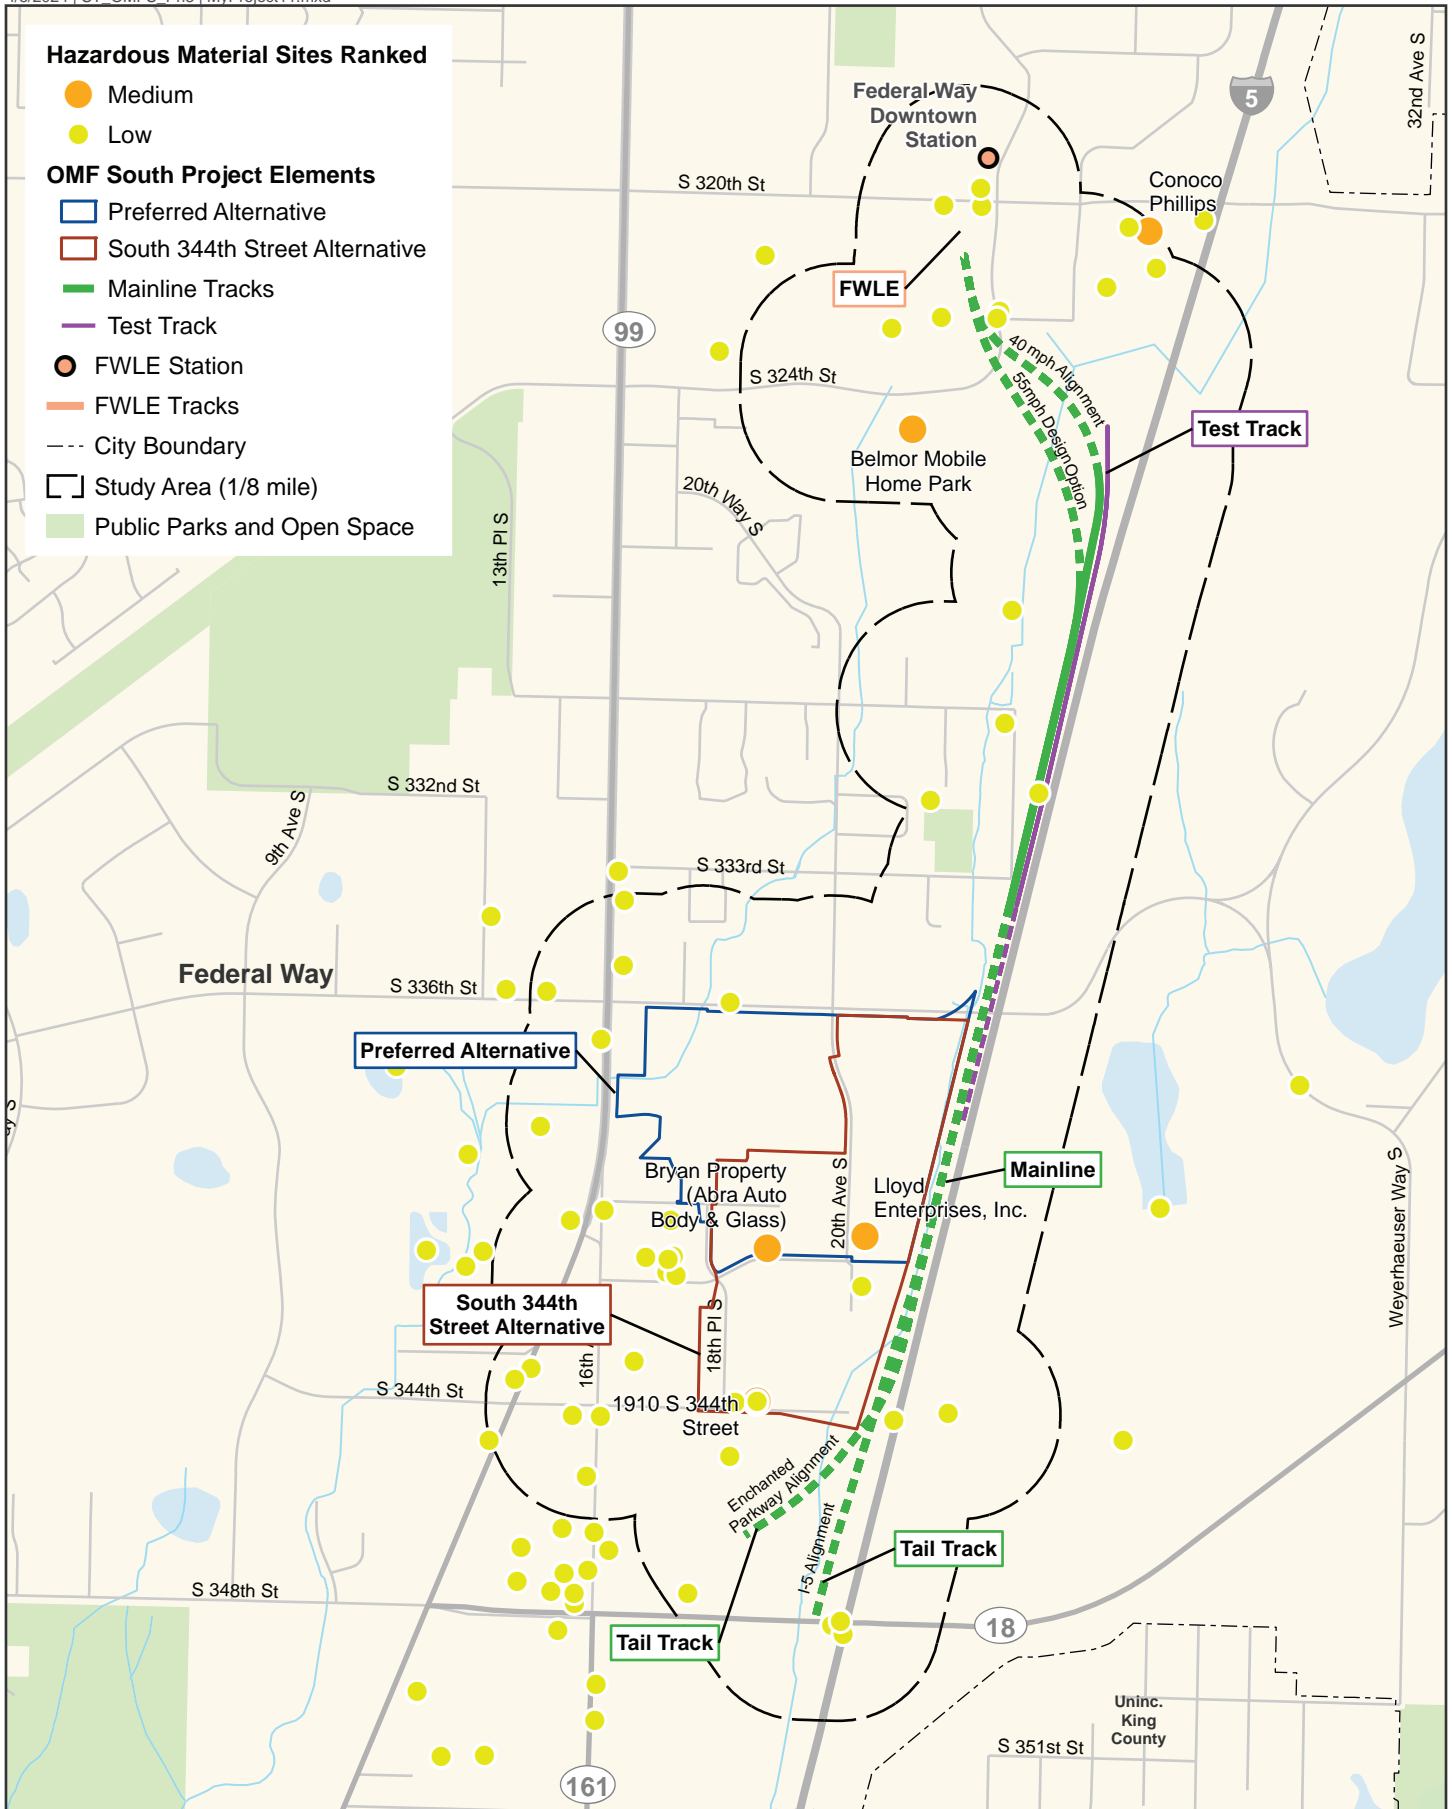 Hazardous Material Sites Ranked
Medium
Low
OMF South Project Elements
Preferred Alternative
South 344th Street Alternative
Mainline Tracks
Test Track
FWLE Station
FWLE Tracks
City Boundary
Study Area (1/8 mile)
Public Parks and Open Space
Federal Way
Downtown
Station
5
32nd Ave S
S 320th St
Conoco
Phillips
FWLE
99
40 mph Alignment
55mph Design Option
S 324th St
Test Track
Belmor Mobile
Home Park
20th Way S
13th Pl S
S 332nd St
9th Ave S
S 333rd St
Federal Way
S 336th St
Preferred Alternative
Mainline
Bryan Property
(Abra Auto
Body & Glass)
20th Ave S
Lloyd
Enterprises, Inc.
Weyerhaeuser Way S
South 344th
Street Alternative
18th Pl S
16th
S 344th St
1910 S 344th
Street
Enchanted
Parkway Alignment
I-5 Alignment
Tail Track
S 348th St
18
Tail Track
Uninc.
King
County
S 351st St
161